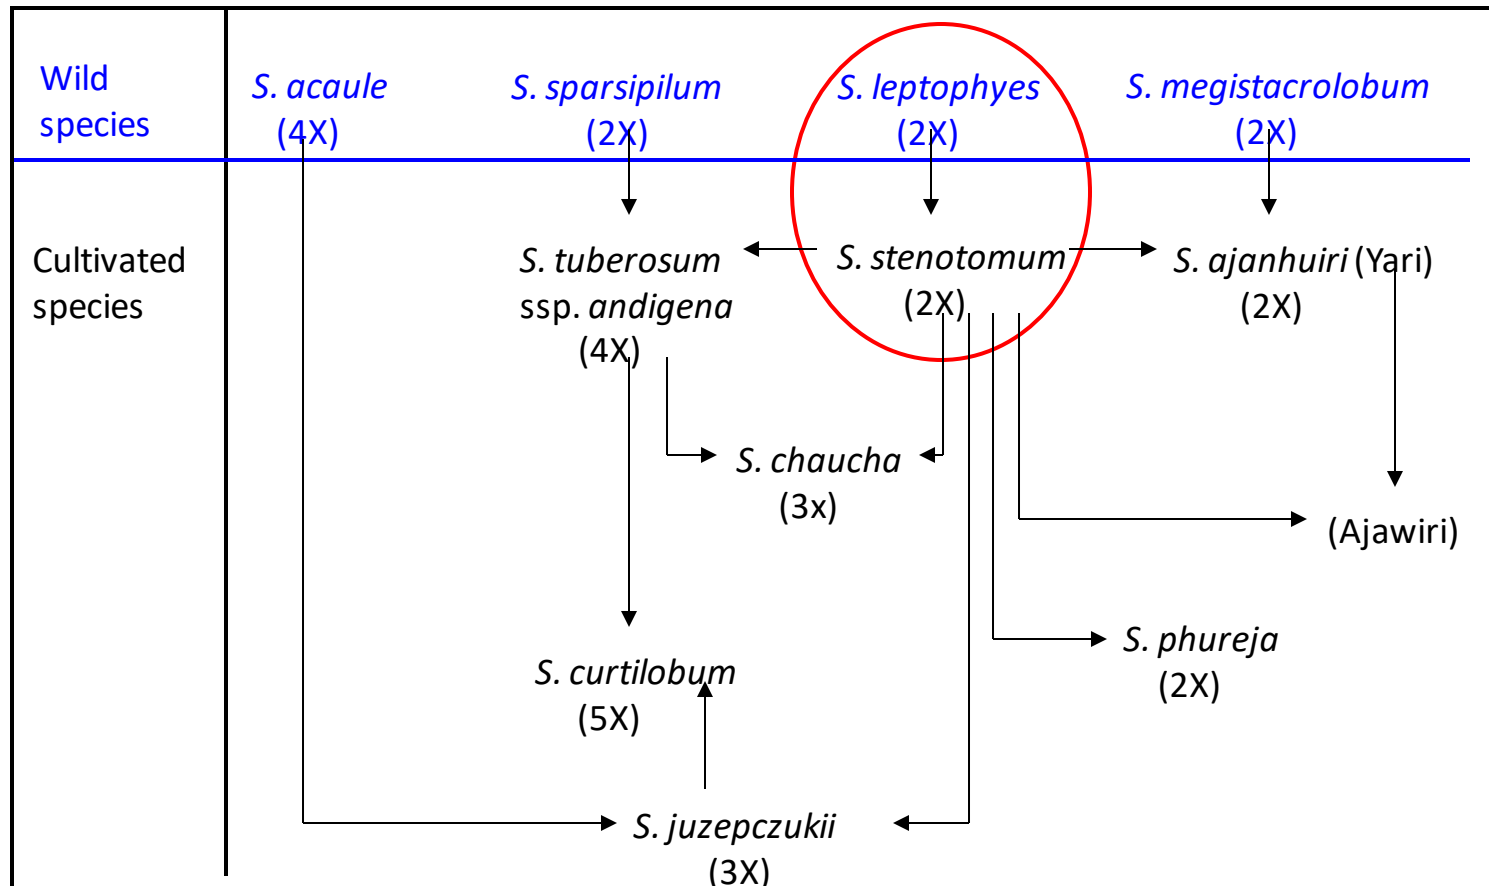 Wild
species
S. acaule
(4X)
S. sparsipilum
(2X)
S. leptophyes
(2X)
S. megistacrolobum
(2X)
Cultivated
species
S. tuberosum
ssp. andigena
(4X)
S. stenotomum
(2X)
S. ajanhuiri (Yari)
(2X)
S. chaucha
(3x)
(Ajawiri)
S. phureja
(2X)
S. curtilobum
(5X)
S. juzepczukii
(3X)